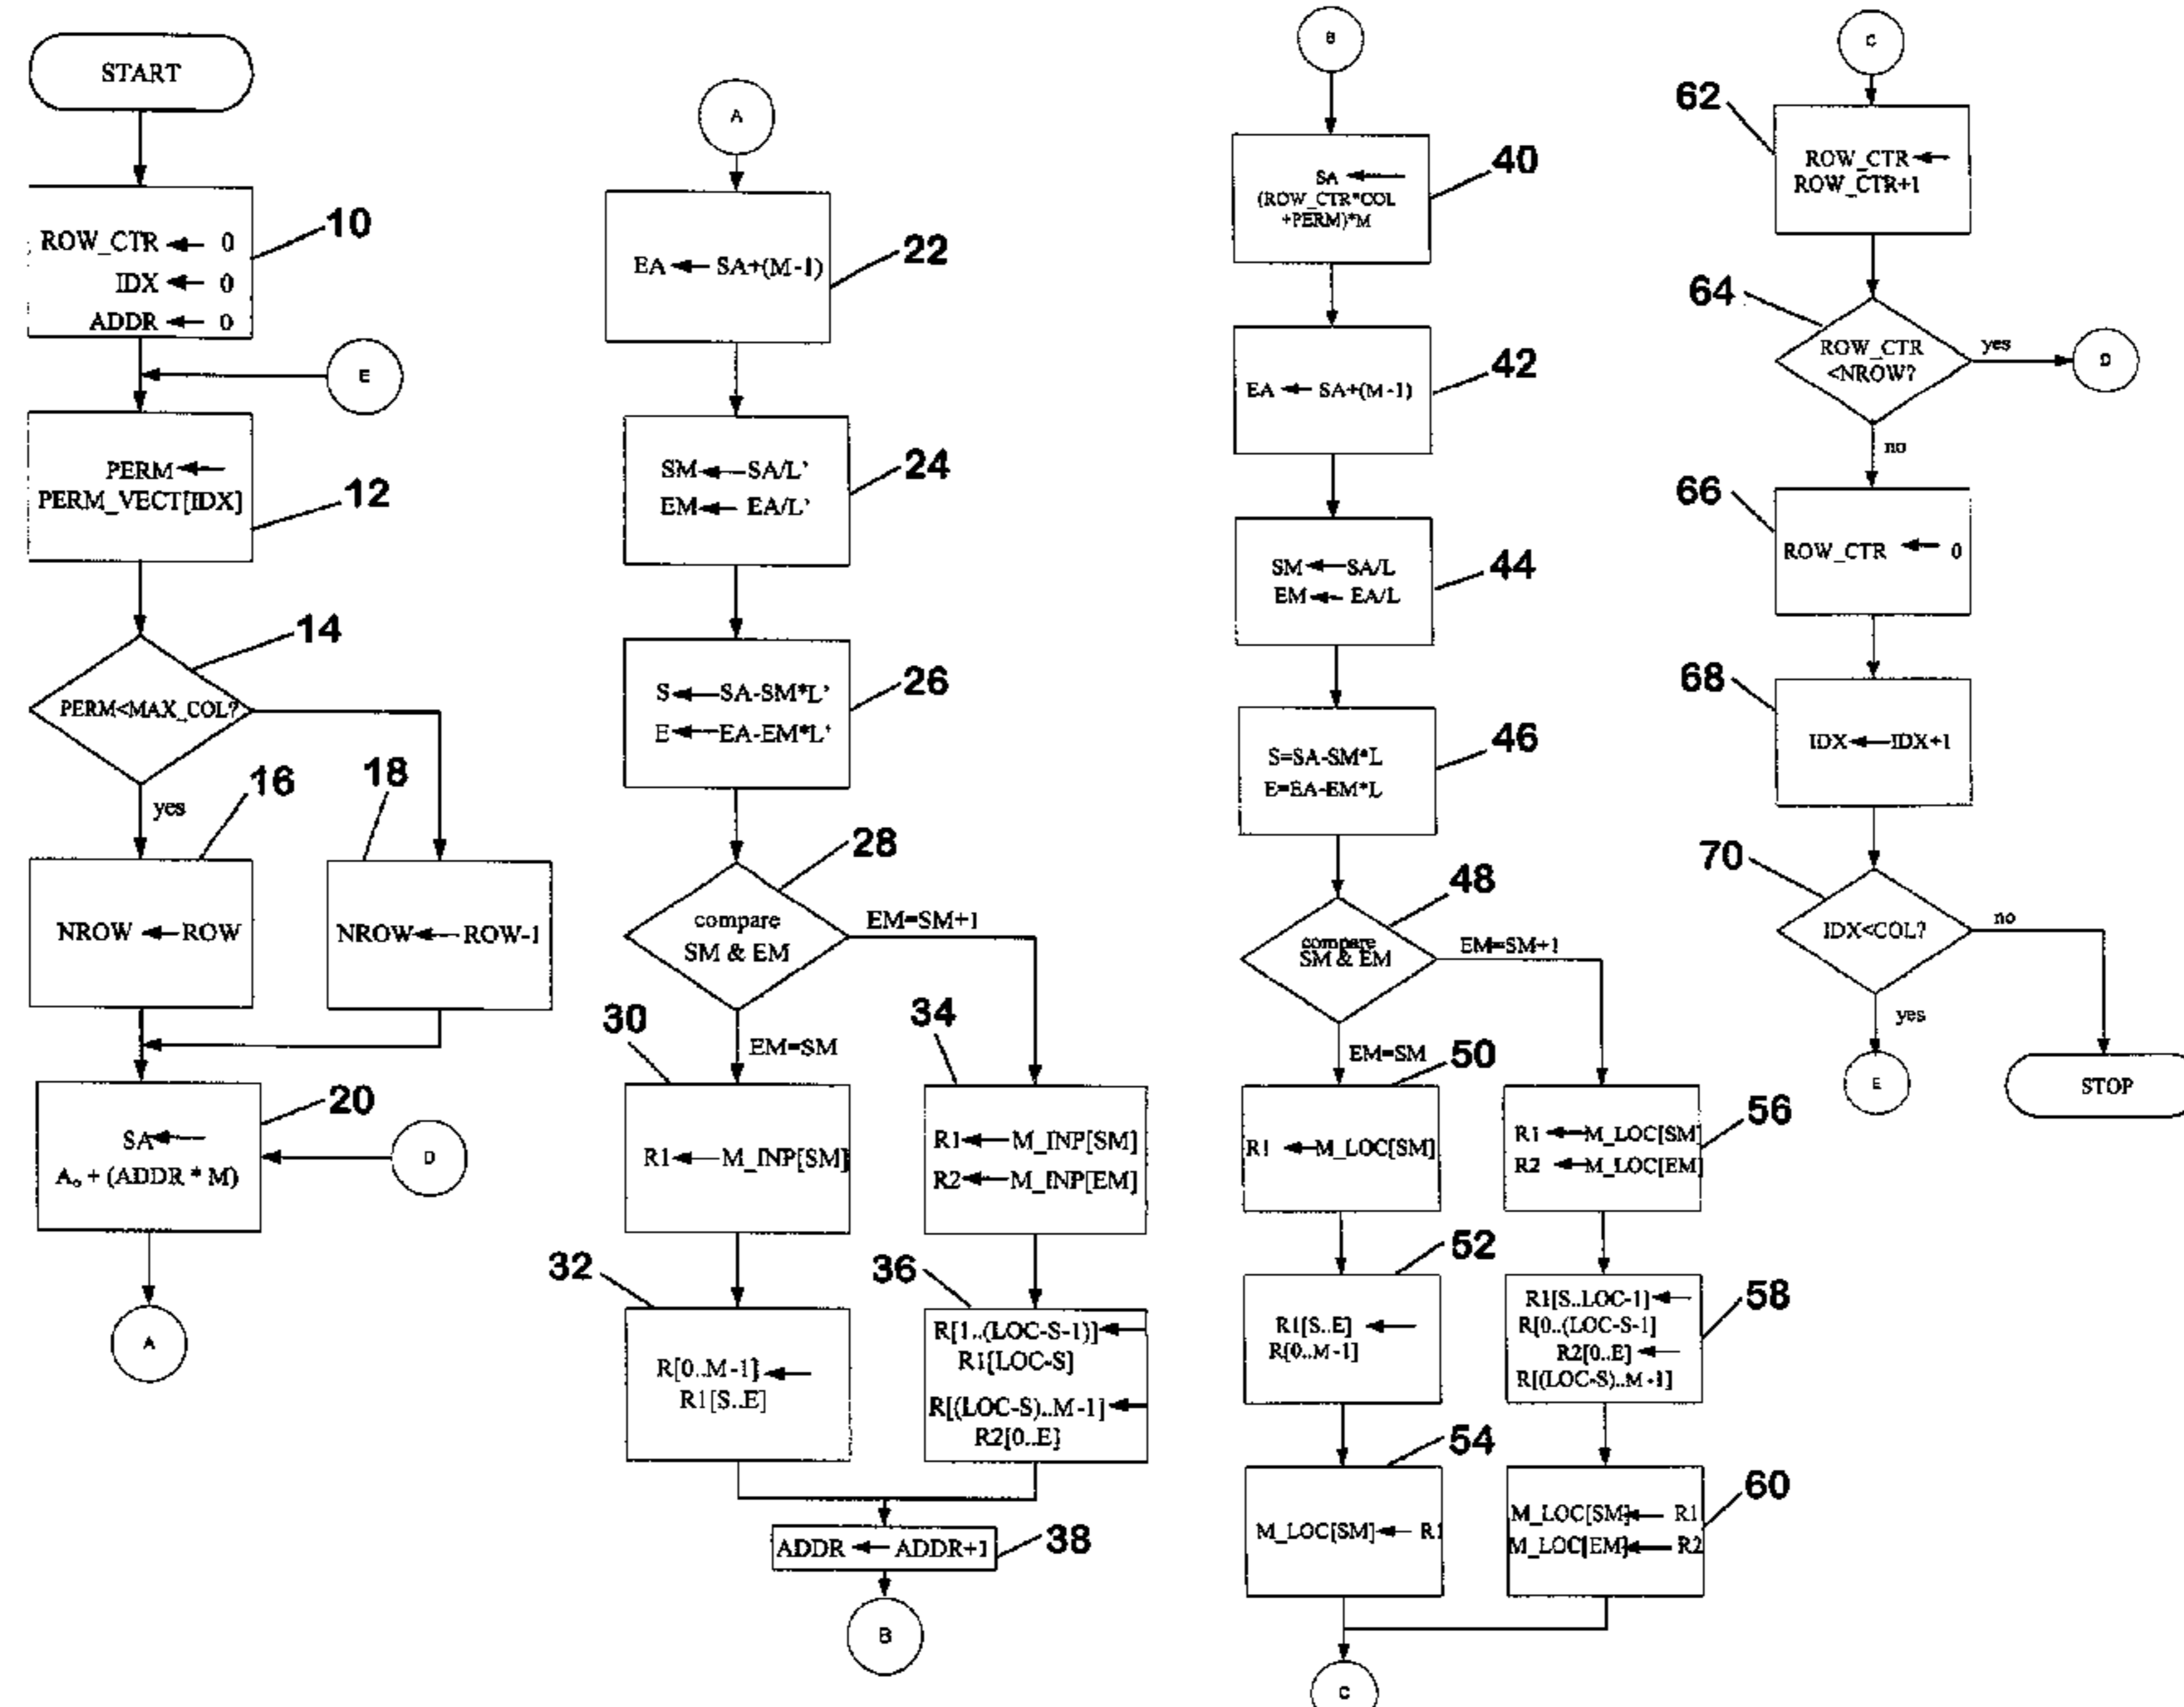 START
ROW_CTR ← 0
IDX ← 0
ADDR ← 0
10
E
PERM ←
PERM_VECT[IDX]
12
14
PERM<MAX_COL?
yes
16
18
NROW ← ROW
NROW ← ROW-1
20
SA ←
A₀ + (ADDR * M)
D
A
A
EA ← SA+(M-1)
22
SM ← SA/L'
EM ← EA/L'
24
S ← SA-SM*L'
E ← EA-EM*L'
26
28
compare
SM & EM
EM=SM+1
EM=SM
30
34
R1 ← M_INP[SM]
R1 ← M_INP[SM]
R2 ← M_INP[EM]
32
36
R[0..M-1] ←
R1[S..E]
R[1..(LOC-S-1)] ←
R1[LOC-S]
R[(LOC-S)..M-1] ←
R2[0..E]
ADDR ← ADDR+1
38
B
B
SA ←
(ROW_CTR*COL
+PERM)*M
40
EA ← SA+(M-1)
42
SM ← SA/L
EM ← EA/L
44
S=SA-SM*L
E=EA-EM*L
46
48
compare
SM & EM
EM=SM+1
EM=SM
50
R1 ← M_LOC[SM]
R1 ← M_LOC[SM]
R2 ← M_LOC[EM]
56
52
R1[S..E] ←
R[0..M-1]
R1[S..LOC-1] ←
R[0..(LOC-S-1]
R2[0..E] ←
R[(LOC-S)..M-1]
58
54
M_LOC[SM] ← R1
M_LOC[SM] ← R1
M_LOC[EM] ← R2
60
C
C
62
ROW_CTR ←
ROW_CTR+1
64
ROW_CTR
<NROW?
yes
D
no
66
ROW_CTR ← 0
68
IDX ← IDX+1
70
IDX<COL?
no
yes
E
STOP